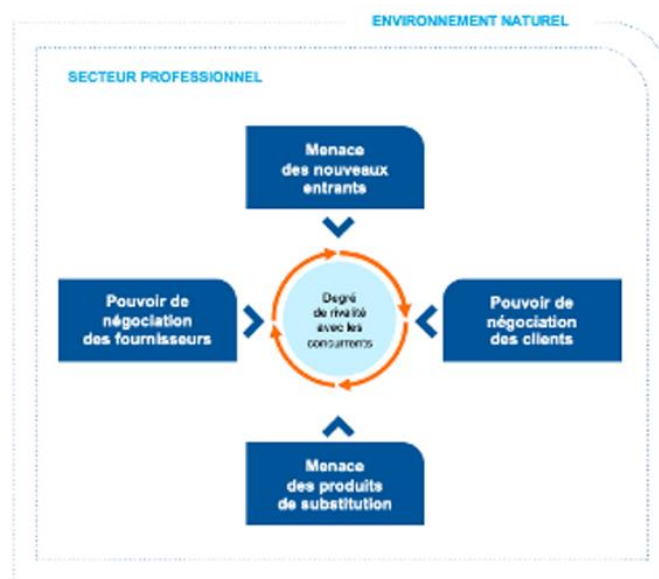 ENVIRONNEMENT NATUREL
SECTEUR PROFESSIONNEL
Menace
des nouveaux
entrants
Pouvoir de
négociation
des fournisseurs
Degré
de rivalité
avec les
concurrents
Pouvoir de
négociation
des clients
Menace
des produits
de substitution